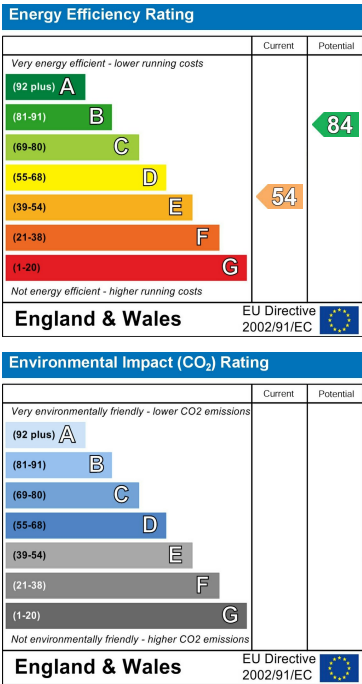 Energy Efficiency Rating
Current Potential
Very energy efficient - lower running costs
(92 plus) A
(81-91) B
84
(69-80) C
(55-68) D
(39-54) E
54
(21-38) F
(1-20) G
Not energy efficient - higher running costs
England & Wales
EU Directive
2002/91/EC
Environmental Impact (CO₂) Rating
Current Potential
Very environmentally friendly - lower CO2 emissions
(92 plus) A
(81-91) B
(69-80) C
(55-68) D
(39-54) E
(21-38) F
(1-20) G
Not environmentally friendly - higher CO2 emissions
England & Wales
EU Directive
2002/91/EC